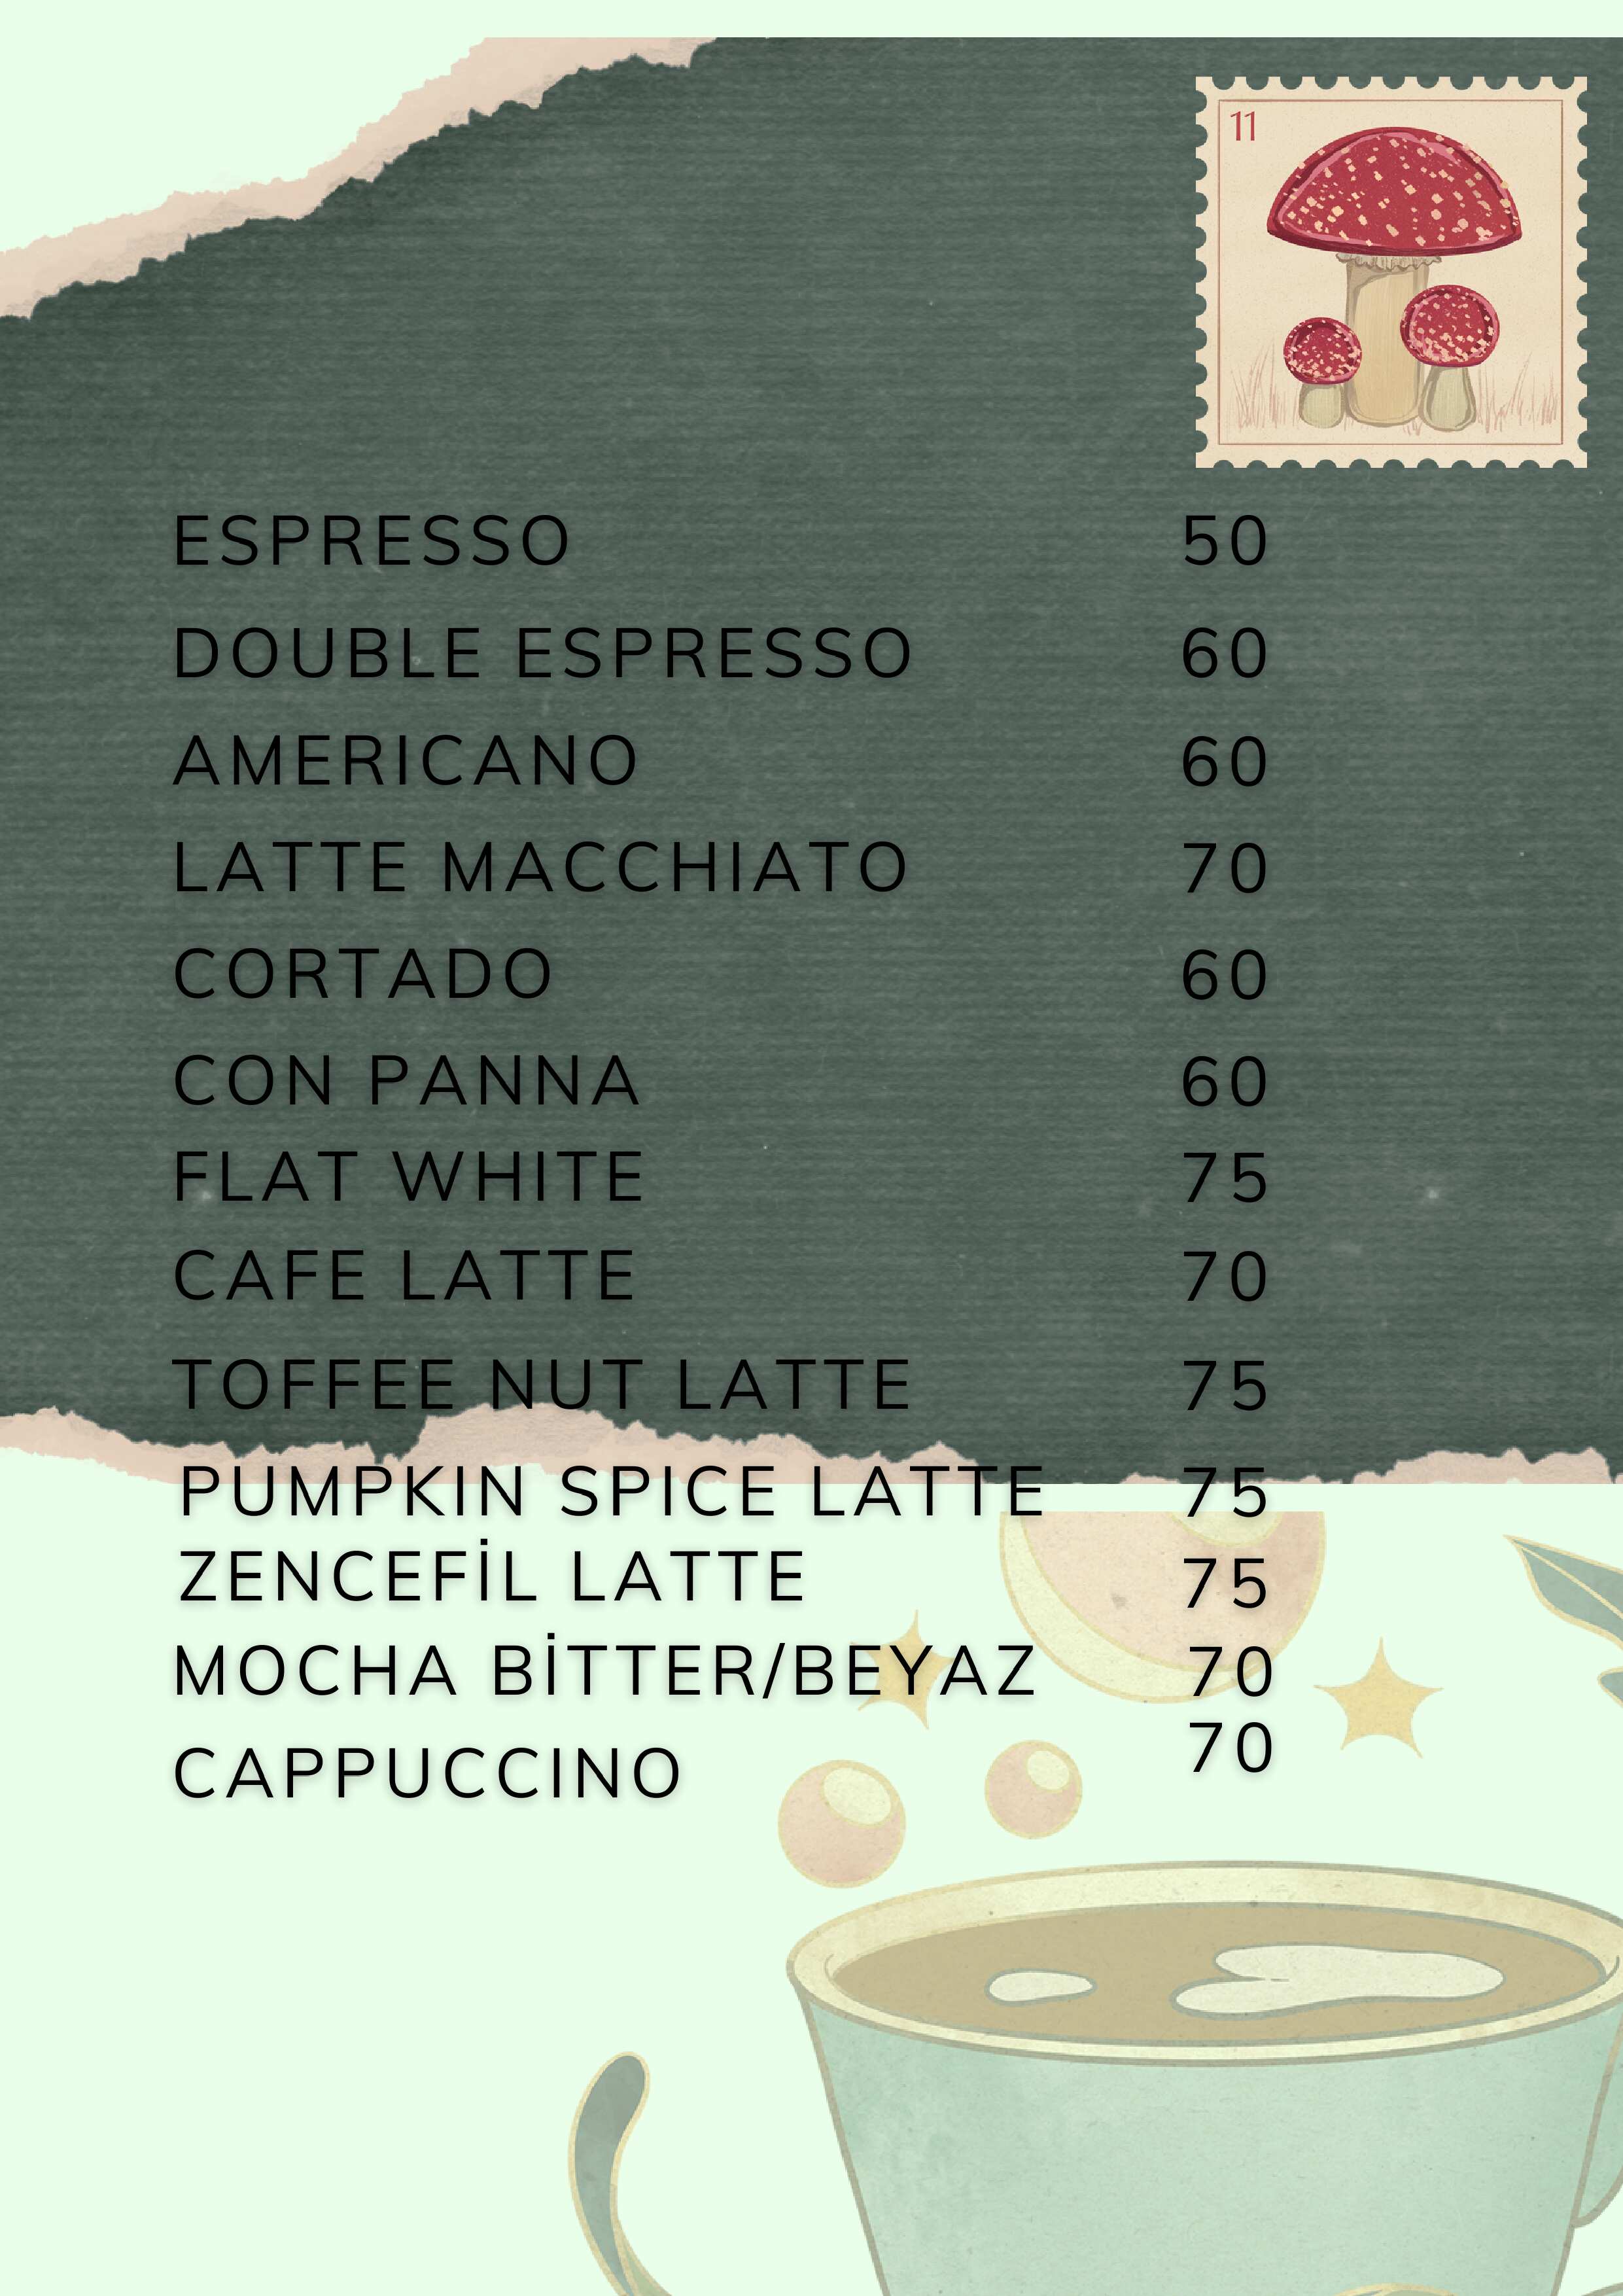 11
ESPRESSO 50
DOUBLE ESPRESSO 60
AMERICANO 60
LATTE MACCHIATO 70
CORTADO 60
CON PANNA 60
FLAT WHITE 75
CAFE LATTE 70
TOFFEE NUT LATTE 75
PUMPKIN SPICE LATTE 75
ZENCEFİL LATTE 75
MOCHA BİTTER/BEYAZ 70
CAPPUCCINO 70